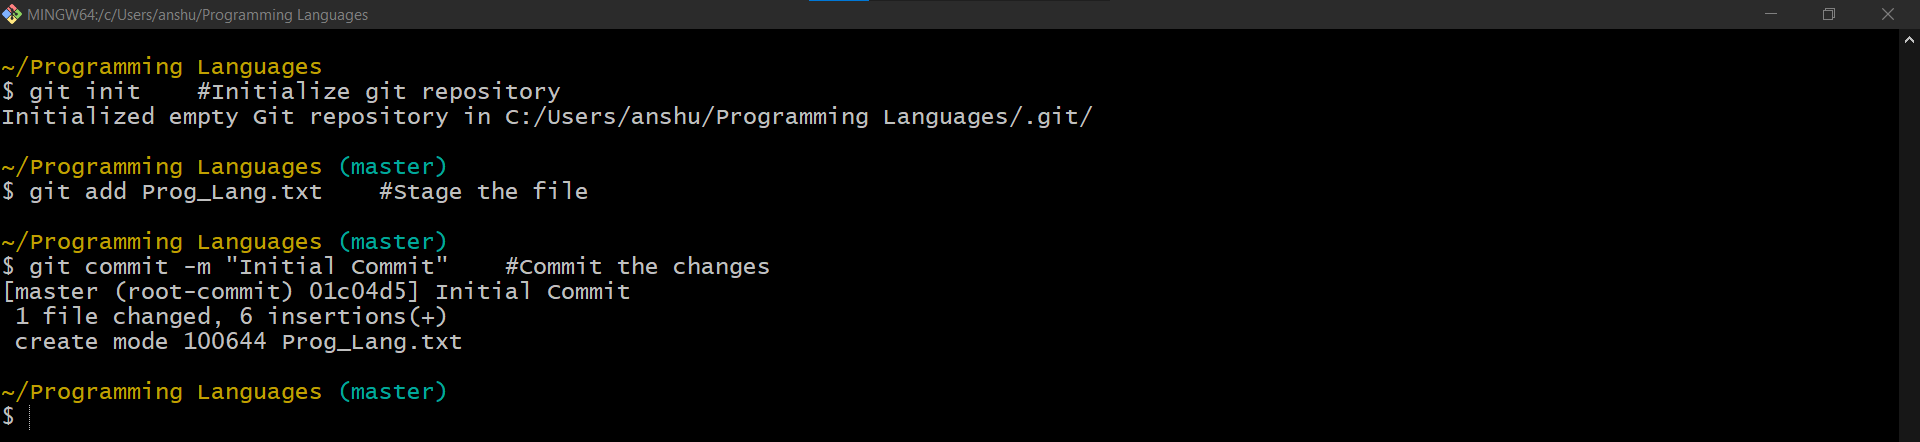 MINGW64:/c/Users/anshu/Programming Languages
~/Programming Languages
$ git init    #Initialize git repository
Initialized empty Git repository in C:/Users/anshu/Programming Languages/.git/
~/Programming Languages (master)
$ git add Prog_Lang.txt    #Stage the file
~/Programming Languages (master)
$ git commit -m "Initial Commit"    #Commit the changes
[master (root-commit) 01c04d5] Initial Commit
 1 file changed, 6 insertions(+)
 create mode 100644 Prog_Lang.txt
~/Programming Languages (master)
$